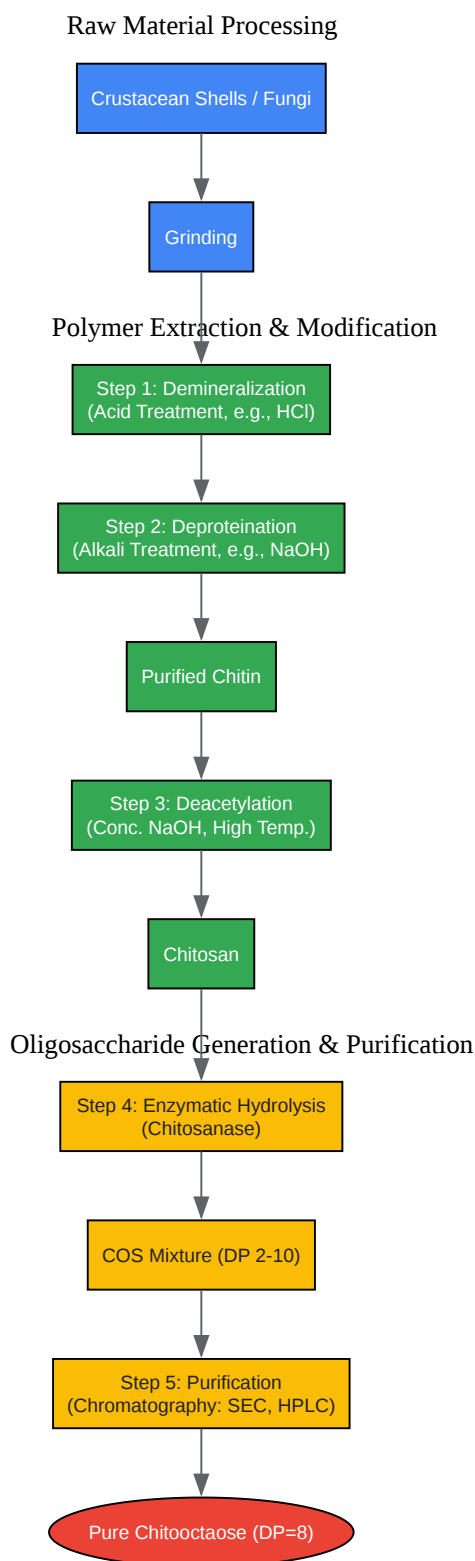 Raw Material Processing
Crustacean Shells / Fungi
Grinding
Polymer Extraction & Modification
Step 1: Demineralization
(Acid Treatment, e.g., HCl)
Step 2: Deproteination
(Alkali Treatment, e.g., NaOH)
Purified Chitin
Step 3: Deacetylation
(Conc. NaOH, High Temp.)
Chitosan
Oligosaccharide Generation & Purification
Step 4: Enzymatic Hydrolysis
(Chitosanase)
COS Mixture (DP 2-10)
Step 5: Purification
(Chromatography: SEC, HPLC)
Pure Chitooctaose (DP=8)